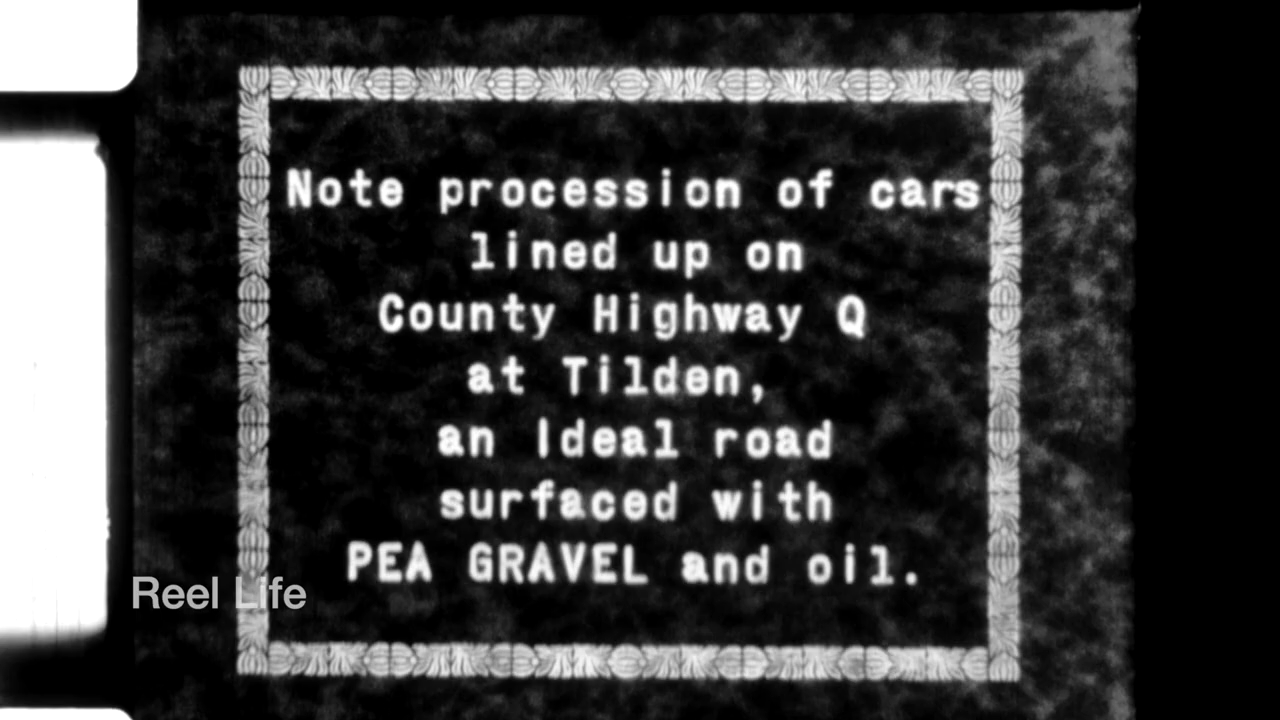 Note procession of cars
lined up on
County Highway Q
at Tilden,
an ideal road
surfaced with
PEA GRAVEL and oil.
Reel Life